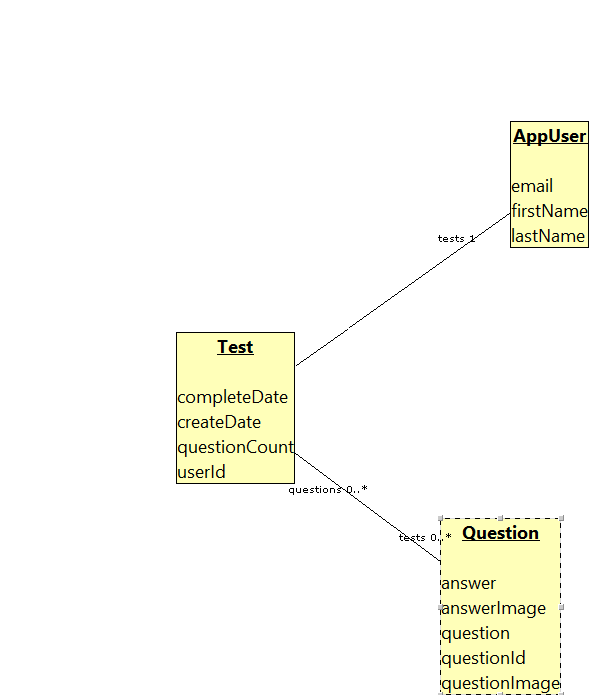 AppUser
email
firstName
lastName
tests 1
Test
completeDate
createDate
questionCount
userId
questions 0..*
tests 0..*
Question
answer
answerImage
question
questionId
questionImage